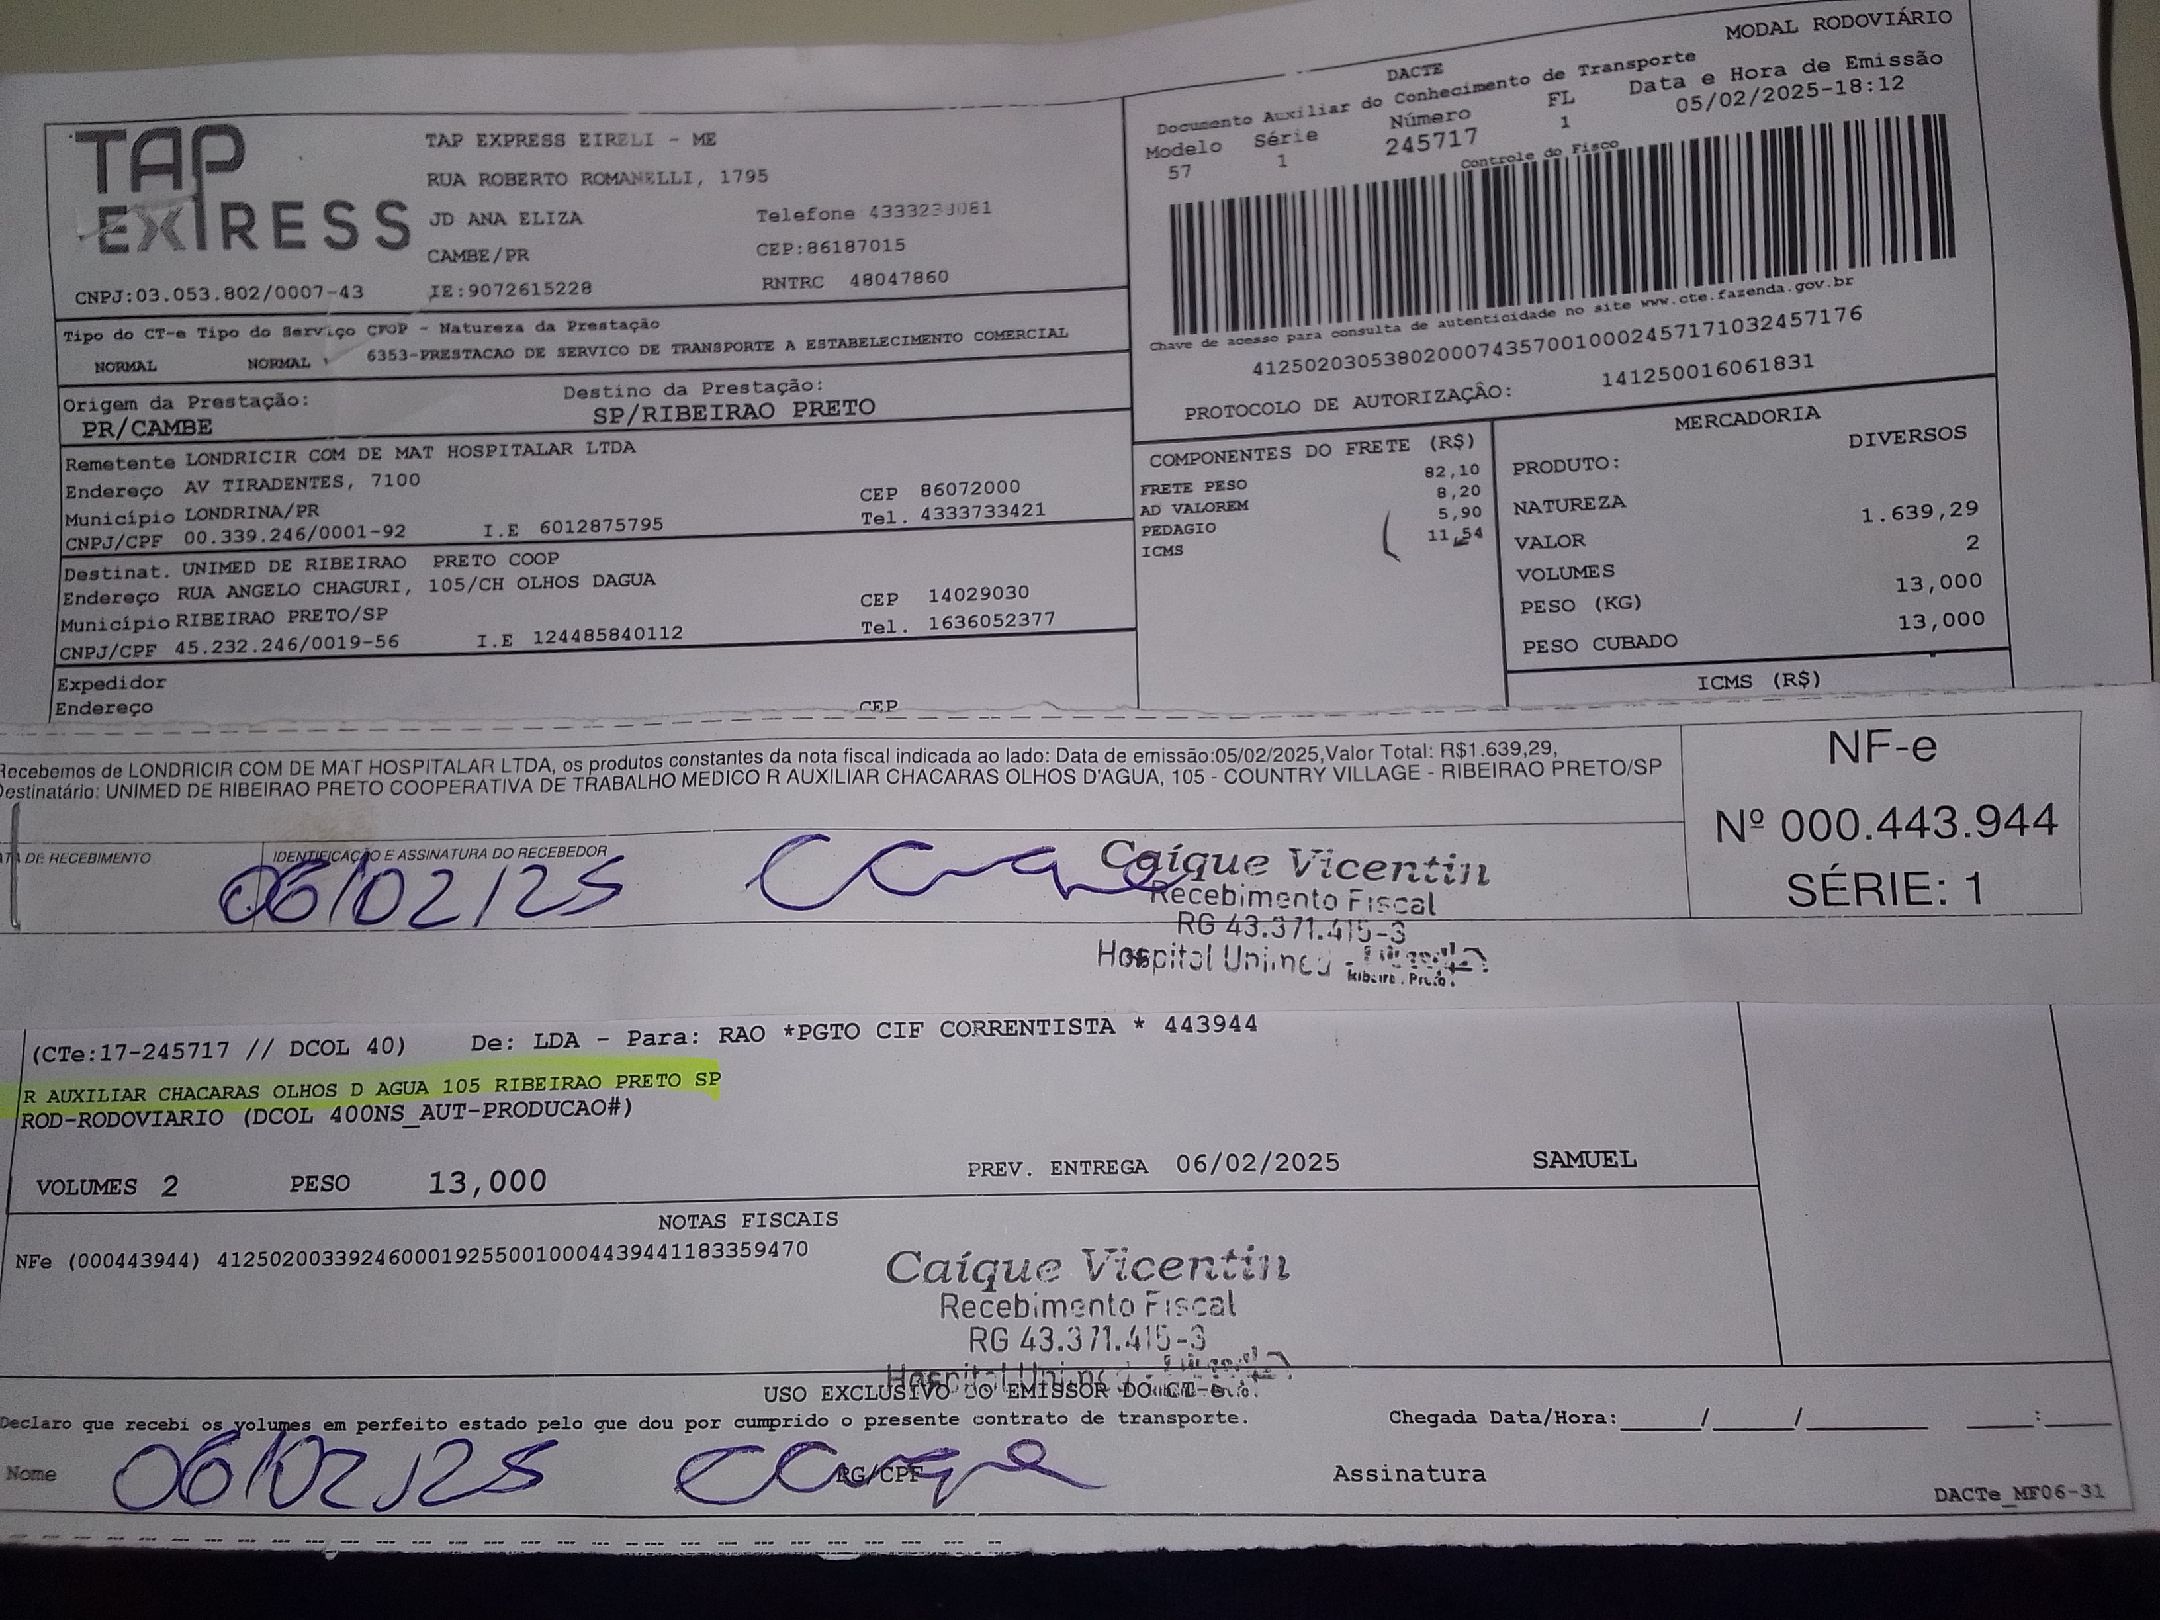 MODAL RODOVIÁRIO
DACTE
Documento Auxiliar do Conhecimento de Transporte
Modelo Série Número FL Data e Hora de Emissão
57 1 245717 1 05/02/2025-18:12
Controle do Fisco
TAP EXPRESS
TAP EXPRESS EIRELI - ME
RUA ROBERTO ROMANELLI, 1795
JD ANA ELIZA Telefone
CAMBE/PR CEP:86187015
CNPJ:03.053.802/0007-43 IE:9072615228 RNTRC 48047860
Chave de acesso para consulta de autenticidade no site www.cte.fazenda.gov.br
41250203053802000743570010002457171032457176
PROTOCOLO DE AUTORIZAÇÃO: 141250016061831
Tipo do CT-e Tipo do Serviço CFOP - Natureza da Prestação
NORMAL NORMAL 6353-PRESTACAO DE SERVICO DE TRANSPORTE A ESTABELECIMENTO COMERCIAL
Origem da Prestação: Destino da Prestação:
PR/CAMBE SP/RIBEIRAO PRETO
Remetente LONDRICIR COM DE MAT HOSPITALAR LTDA
Endereço AV TIRADENTES, 7100 CEP 86072000
Município LONDRINA/PR Tel. 4333733421
CNPJ/CPF 00.339.246/0001-92 I.E 6012875795
Destinat. UNIMED DE RIBEIRAO PRETO COOP
Endereço RUA ANGELO CHAGURI, 105/CH OLHOS DAGUA CEP 14029030
Município RIBEIRAO PRETO/SP Tel. 1636052377
CNPJ/CPF 45.232.246/0019-56 I.E 124485840112
Expedidor
Endereço CEP
COMPONENTES DO FRETE (R$)
FRETE PESO 82,10
AD VALOREM 8,20
PEDAGIO 5,90
ICMS 11,54
MERCADORIA
PRODUTO: DIVERSOS
NATUREZA
VALOR 1.639,29
VOLUMES 2
PESO (KG) 13,000
PESO CUBADO 13,000
ICMS (R$)
Recebemos de LONDRICIR COM DE MAT HOSPITALAR LTDA, os produtos constantes da nota fiscal indicada ao lado: Data de emissão:05/02/2025,Valor Total: R$1.639,29,
Destinatário: UNIMED DE RIBEIRAO PRETO COOPERATIVA DE TRABALHO MEDICO R AUXILIAR CHACARAS OLHOS D'AGUA, 105 - COUNTRY VILLAGE - RIBEIRAO PRETO/SP
NF-e
Nº 000.443.944
SÉRIE: 1
DE RECEBIMENTO IDENTIFICAÇÃO E ASSINATURA DO RECEBEDOR
06/02/25
Caíque Vicentin
Recebimento Fiscal
RG 43.371.415-3
Hospital Unimed
(CTe:17-245717 // DCOL 40) De: LDA - Para: RAO *PGTO CIF CORRENTISTA * 443944
R AUXILIAR CHACARAS OLHOS D AGUA 105 RIBEIRAO PRETO SP
ROD-RODOVIARIO (DCOL 400NS_AUT-PRODUCAO#)
VOLUMES 2 PESO 13,000 PREV. ENTREGA 06/02/2025 SAMUEL
NOTAS FISCAIS
NFe (000443944) 41250200339246000192550010004439441183359470
Caíque Vicentin
Recebimento Fiscal
RG 43.371.415-3
Hospital Unimed
USO EXCLUSIVO DO EMISSOR DO CT-e
Declaro que recebi os volumes em perfeito estado pelo que dou por cumprido o presente contrato de transporte. Chegada Data/Hora:____/____/____ __:__
Nome 06/02/25 RG/CPF Assinatura
DACTe_MF06-31